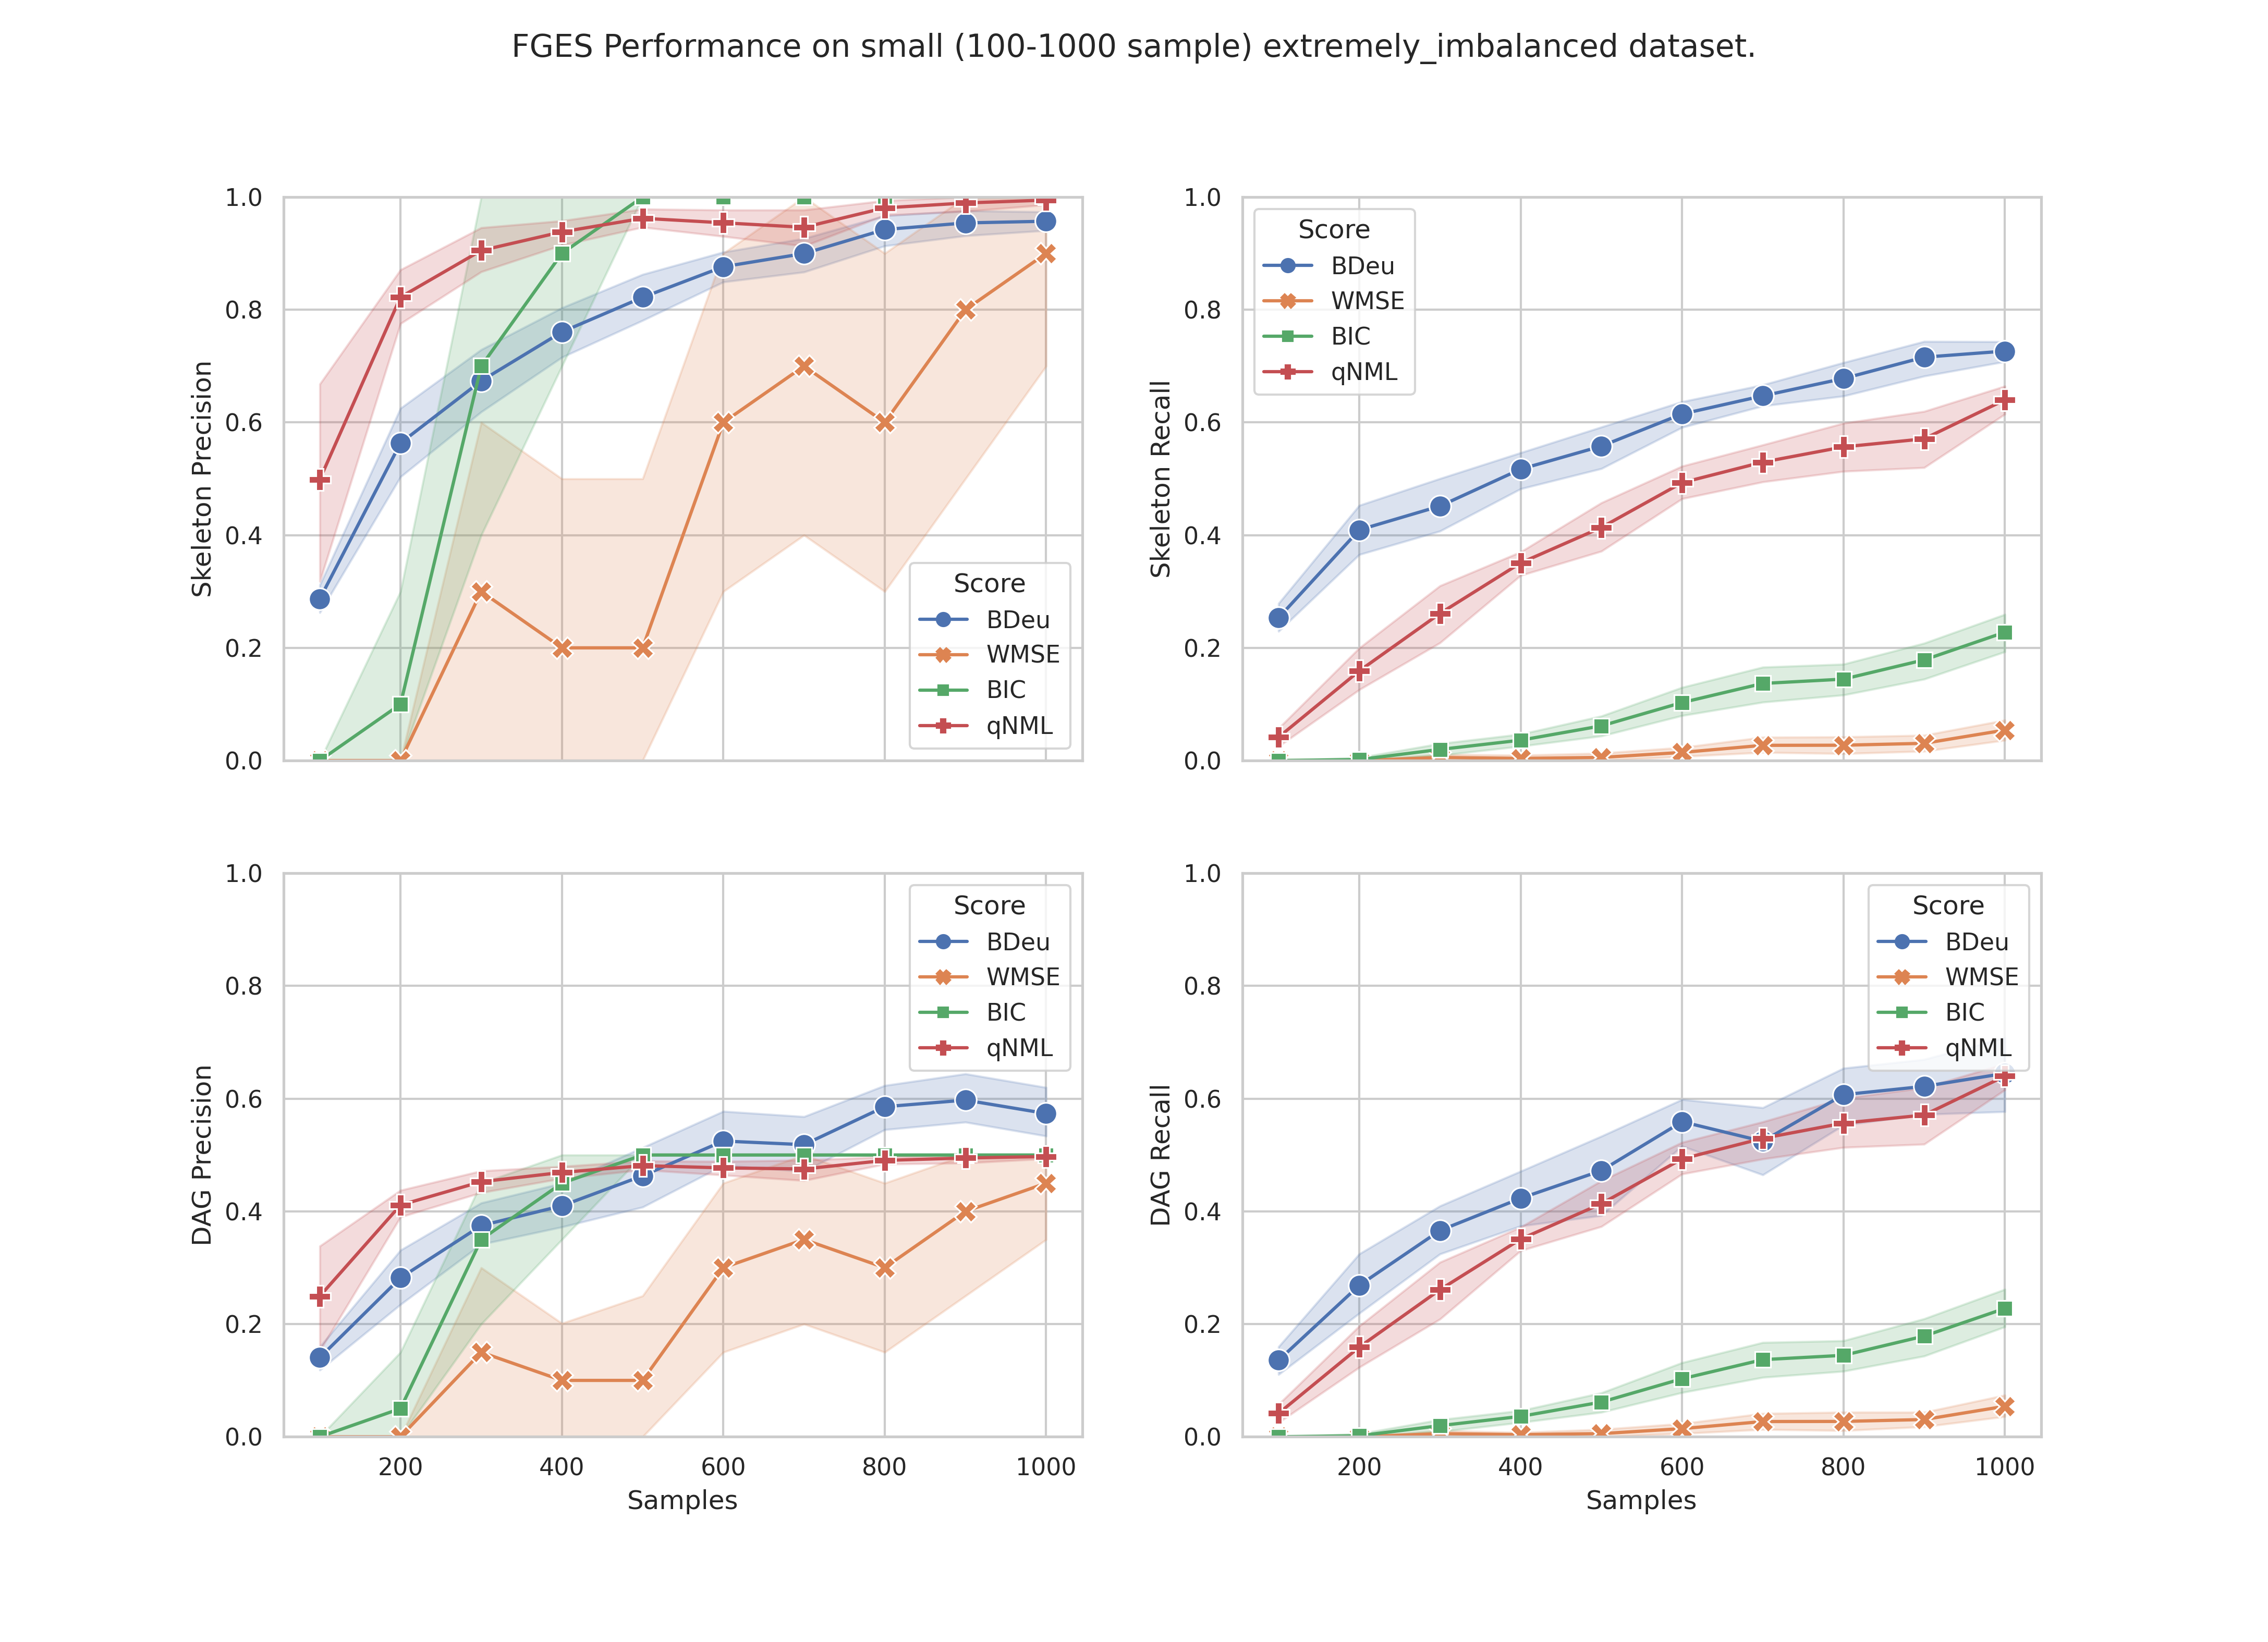 FGES Performance on small (100-1000 sample) extremely_imbalanced dataset.
Skeleton Precision
1.0
0.8
0.6
0.4
0.2
0.0
Score
BDeu
WMSE
BIC
qNML
Skeleton Recall
1.0
0.8
0.6
0.4
0.2
0.0
Score
BDeu
WMSE
BIC
qNML
DAG Precision
1.0
0.8
0.6
0.4
0.2
0.0
Score
BDeu
WMSE
BIC
qNML
200 400 600 800 1000
Samples
DAG Recall
1.0
0.8
0.6
0.4
0.2
0.0
Score
BDeu
WMSE
BIC
qNML
200 400 600 800 1000
Samples